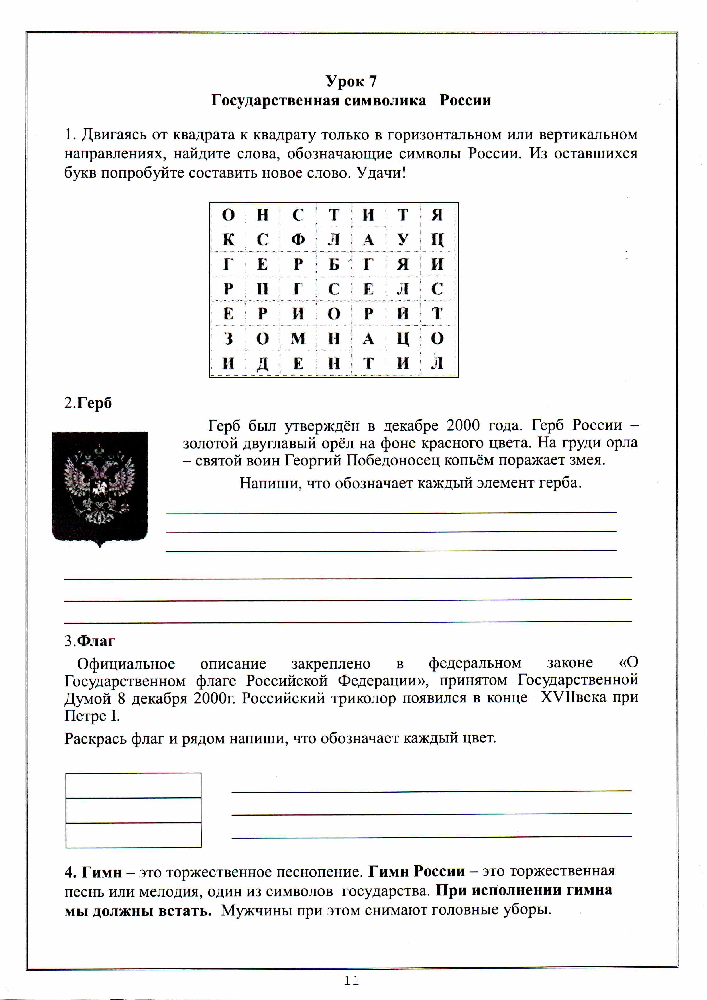 Урок 7
Государственная символика России
1. Двигаясь от квадрата к квадрату только в горизонтальном или вертикальном
направлениях, найдите слова, обозначающие символы России. Из оставшихся
букв попробуйте составить новое слово. Удачи!
О Н С Т И Т Я
К С Ф Л А У Ц
Г Е Р Б Г Я И
Р П Г С Е Л С
Е Р И О Р И Т
З О М Н А Ц О
И Д Е Н Т И Л
2.Герб
Герб был утверждён в декабре 2000 года. Герб России –
золотой двуглавый орёл на фоне красного цвета. На груди орла
– святой воин Георгий Победоносец копьём поражает змея.
Напиши, что обозначает каждый элемент герба.
3.Флаг
Официальное описание закреплено в федеральном законе «О
Государственном флаге Российской Федерации», принятом Государственной
Думой 8 декабря 2000г. Российский триколор появился в конце XVIIвека при
Петре I.
Раскрась флаг и рядом напиши, что обозначает каждый цвет.
4. Гимн – это торжественное песнопение. Гимн России – это торжественная
песнь или мелодия, один из символов государства. При исполнении гимна
мы должны встать. Мужчины при этом снимают головные уборы.
11